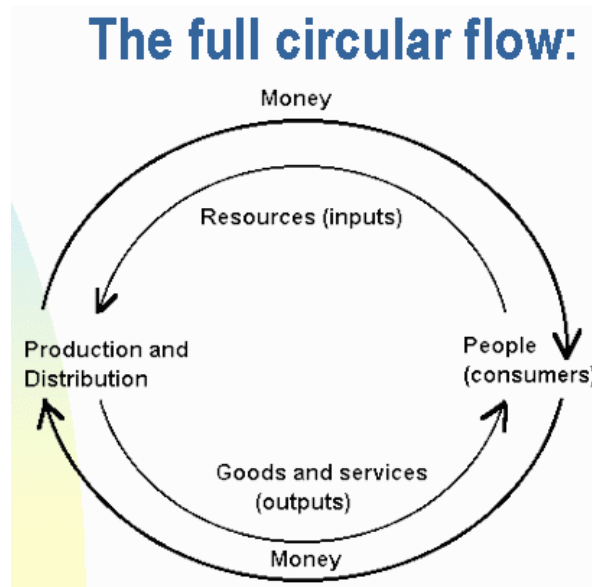 The full circular flow:
Money
Resources (inputs)
Production and
Distribution
People
(consumers)
Goods and services
(outputs)
Money